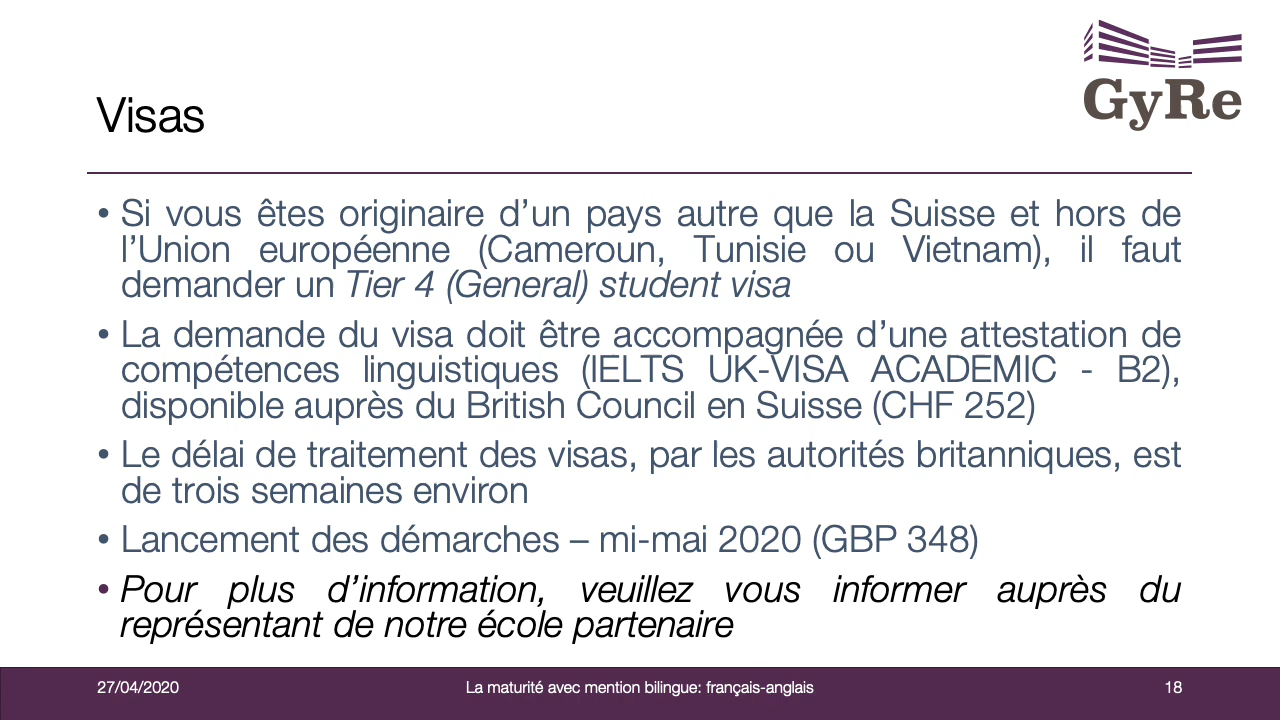 GyRe
Visas
• Si vous êtes originaire d’un pays autre que la Suisse et hors de
l’Union européenne (Cameroun, Tunisie ou Vietnam), il faut
demander un Tier 4 (General) student visa
• La demande du visa doit être accompagnée d’une attestation de
compétences linguistiques (IELTS UK-VISA ACADEMIC - B2),
disponible auprès du British Council en Suisse (CHF 252)
• Le délai de traitement des visas, par les autorités britanniques, est
de trois semaines environ
• Lancement des démarches – mi-mai 2020 (GBP 348)
• Pour plus d’information, veuillez vous informer auprès du
représentant de notre école partenaire
27/04/2020
La maturité avec mention bilingue: français-anglais
18